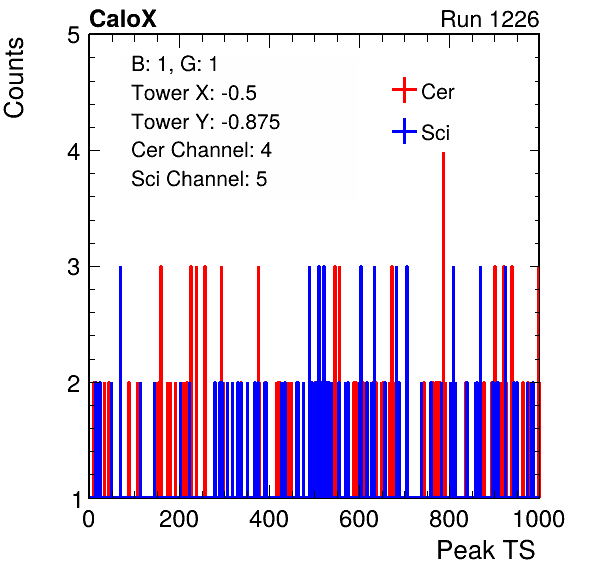 CaloX Run 1226
Counts
5
4
3
2
1
B: 1, G: 1
Tower X: -0.5
Tower Y: -0.875
Cer Channel: 4
Sci Channel: 5
Cer
Sci
0 200 400 600 800 1000
Peak TS